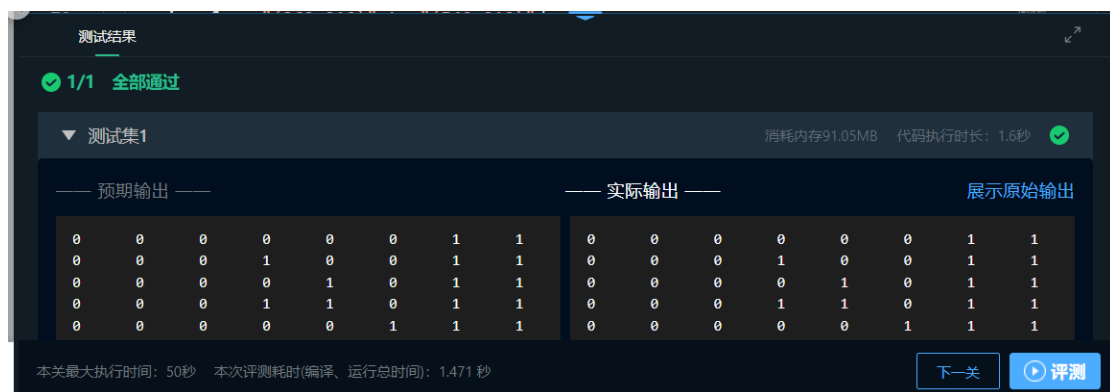 测试结果
1/1 全部通过
测试集1 消耗内存91.05MB 代码执行时长：1.6秒
—— 预期输出 —— —— 实际输出 —— 展示原始输出
0 0 0 0 0 0 1 1 0 0 0 0 0 0 1 1
0 0 0 1 0 0 1 1 0 0 0 1 0 0 1 1
0 0 0 0 1 0 1 1 0 0 0 0 1 0 1 1
0 0 0 1 1 0 1 1 0 0 0 1 1 0 1 1
0 0 0 0 0 1 1 1 0 0 0 0 0 1 1 1
本关最大执行时间：50秒 本次评测耗时(编译、运行总时间)：1.471 秒 下一关 评测